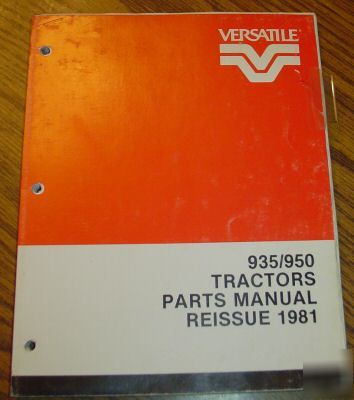 VERSATILE®
935/950
TRACTORS
PARTS MANUAL
REISSUE 1981